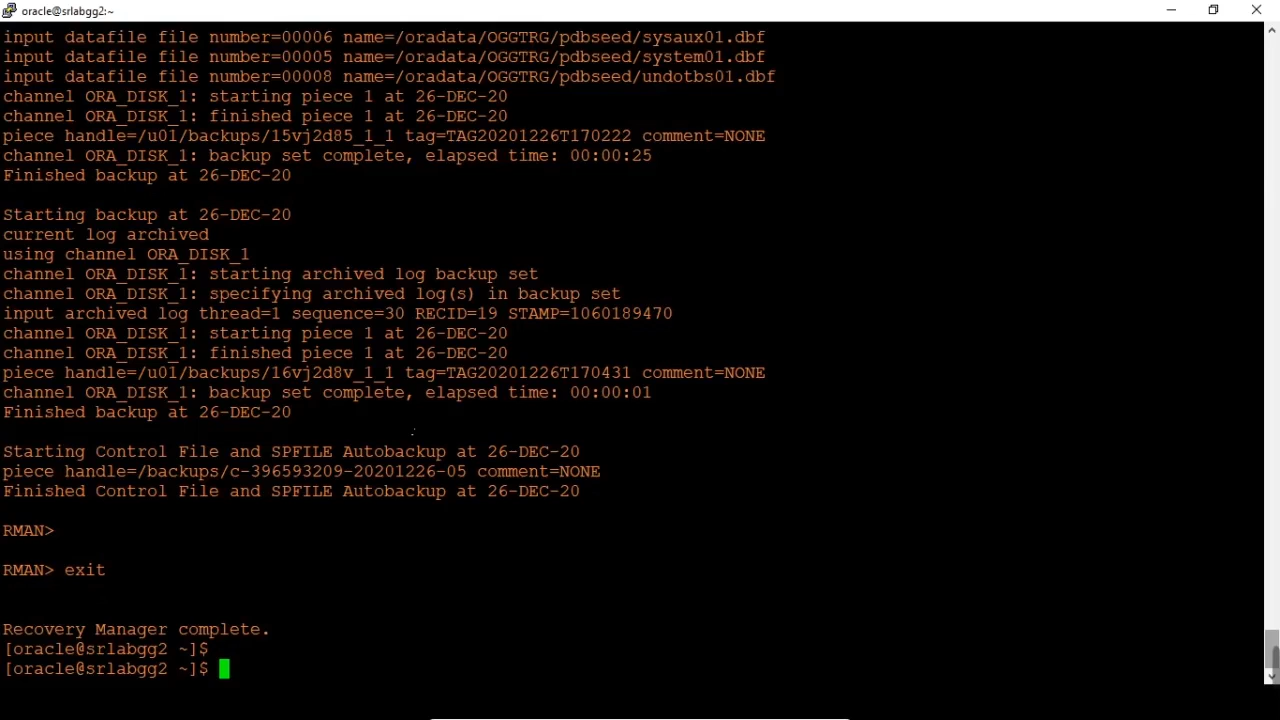 oracle@srlabgg2:~
input datafile file number=00006 name=/oradata/OGGTRG/pdbseed/sysaux01.dbf
input datafile file number=00005 name=/oradata/OGGTRG/pdbseed/system01.dbf
input datafile file number=00008 name=/oradata/OGGTRG/pdbseed/undotbs01.dbf
channel ORA_DISK_1: starting piece 1 at 26-DEC-20
channel ORA_DISK_1: finished piece 1 at 26-DEC-20
piece handle=/u01/backups/15vj2d85_1_1 tag=TAG20201226T170222 comment=NONE
channel ORA_DISK_1: backup set complete, elapsed time: 00:00:25
Finished backup at 26-DEC-20
Starting backup at 26-DEC-20
current log archived
using channel ORA_DISK_1
channel ORA_DISK_1: starting archived log backup set
channel ORA_DISK_1: specifying archived log(s) in backup set
input archived log thread=1 sequence=30 RECID=19 STAMP=1060189470
channel ORA_DISK_1: starting piece 1 at 26-DEC-20
channel ORA_DISK_1: finished piece 1 at 26-DEC-20
piece handle=/u01/backups/16vj2d8v_1_1 tag=TAG20201226T170431 comment=NONE
channel ORA_DISK_1: backup set complete, elapsed time: 00:00:01
Finished backup at 26-DEC-20
Starting Control File and SPFILE Autobackup at 26-DEC-20
piece handle=/backups/c-396593209-20201226-05 comment=NONE
Finished Control File and SPFILE Autobackup at 26-DEC-20
RMAN>
RMAN> exit
Recovery Manager complete.
[oracle@srlabgg2 ~]$
[oracle@srlabgg2 ~]$